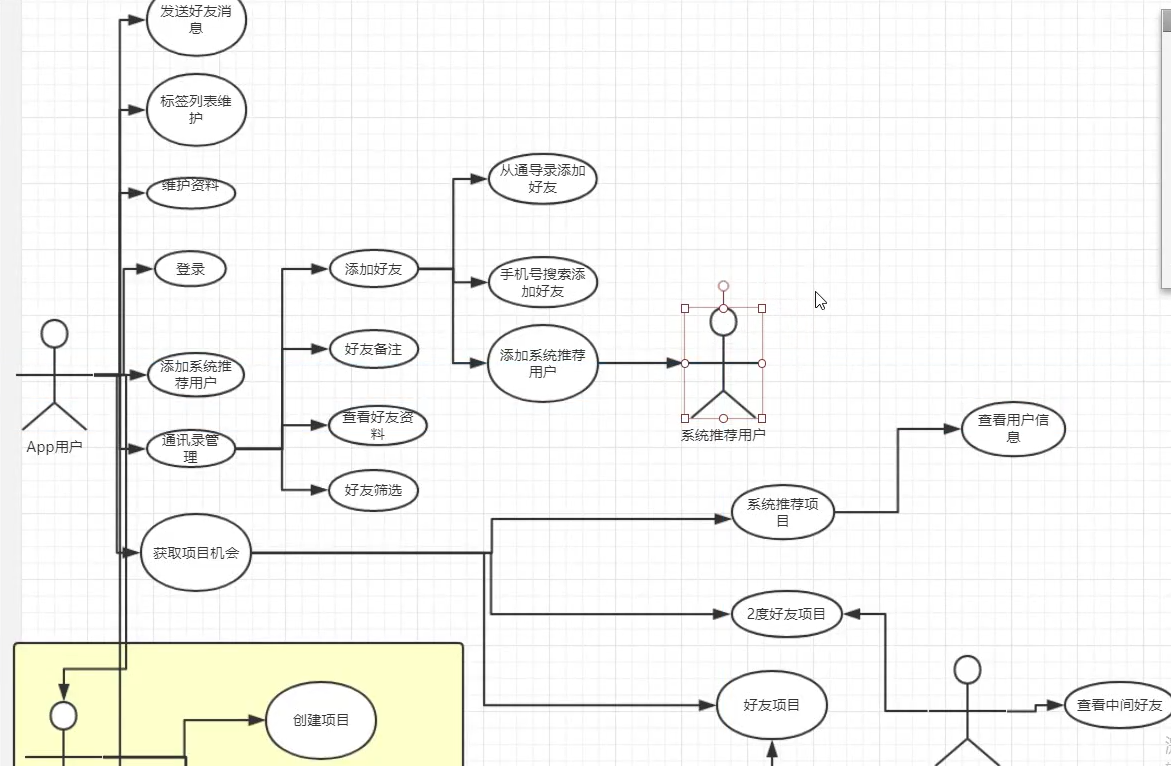 发送好友消
息
标签列表维
护
维护资料
登录
添加系统推
荐用户
通讯录管
理
App用户
获取项目机会
添加好友
好友备注
查看好友资
料
好友筛选
从通导录添加
好友
手机号搜索添
加好友
添加系统推荐
用户
系统推荐用户
查看用户信
息
系统推荐项
目
2度好友项目
好友项目
查看中间好友
创建项目